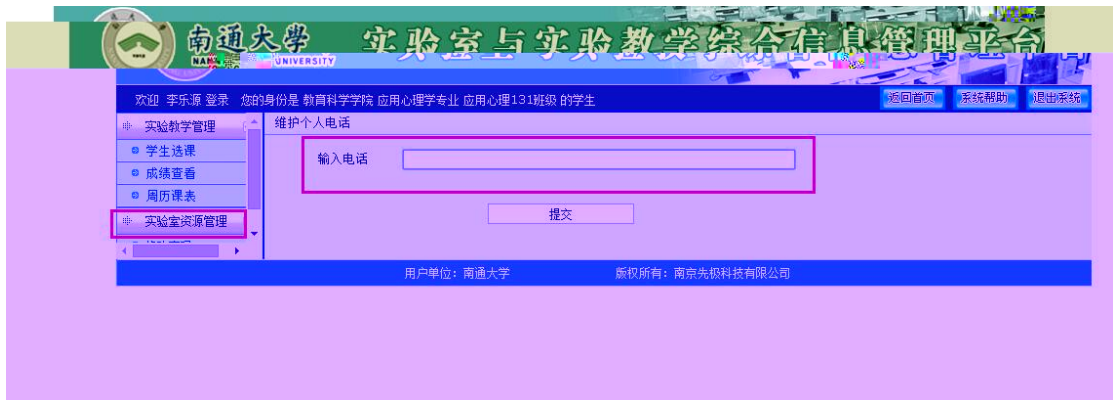 南通大學 实验室与实验教学综合信息管理平台
UNIVERSITY
欢迎 李乐源 登录 您的身份是 教育科学学院 应用心理学专业 应用心理131班级 的学生 返回首页 系统帮助 退出系统
实验教学管理
维护个人电话
学生选课
输入电话
成绩查看
周历课表
提交
实验室资源管理
用户单位：南通大学 版权所有：南京先极科技有限公司